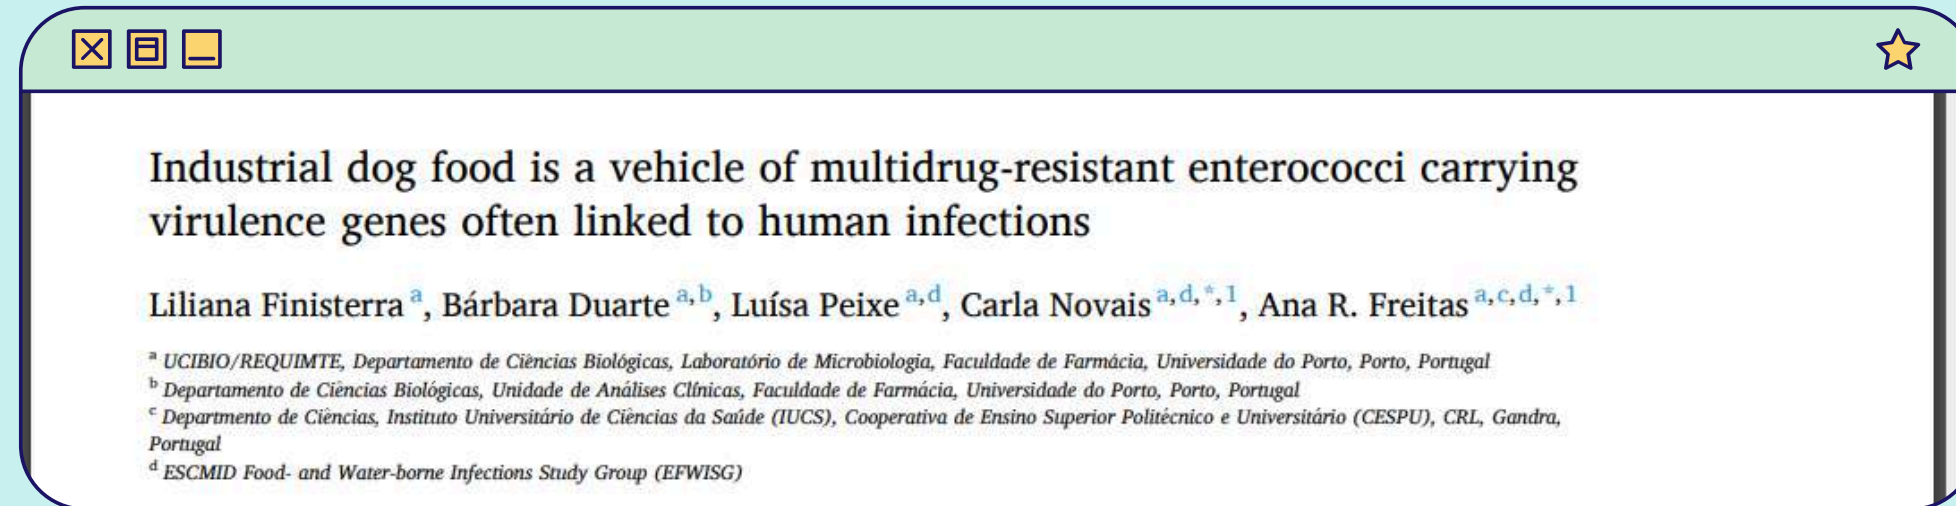 Industrial dog food is a vehicle of multidrug-resistant enterococci carrying
virulence genes often linked to human infections
Liliana Finisterra a, Bárbara Duarte a,b, Luísa Peixe a,d, Carla Novais a,d,*,1, Ana R. Freitas a,c,d,*,1
a UCIBIO/REQUIMTE, Departamento de Ciências Biológicas, Laboratório de Microbiologia, Faculdade de Farmácia, Universidade do Porto, Porto, Portugal
b Departamento de Ciências Biológicas, Unidade de Análises Clínicas, Faculdade de Farmácia, Universidade do Porto, Porto, Portugal
c Department de Ciências, Instituto Universitário de Ciências da Saúde (IUCS), Cooperativa de Ensino Superior Politécnico e Universitário (CESPU), CRL, Gandra,
Portugal
d ESCMID Food- and Water-borne Infections Study Group (EFWISG)